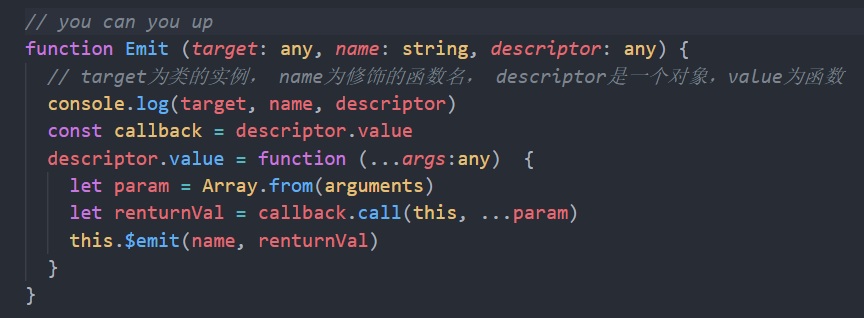 // you can you up
function Emit (target: any, name: string, descriptor: any) {
// target为类的实例， name为修饰的函数名， descriptor是一个对象，value为函数
console.log(target, name, descriptor)
const callback = descriptor.value
descriptor.value = function (...args:any)  {
let param = Array.from(arguments)
let renturnVal = callback.call(this, ...param)
this.$emit(name, renturnVal)
}
}